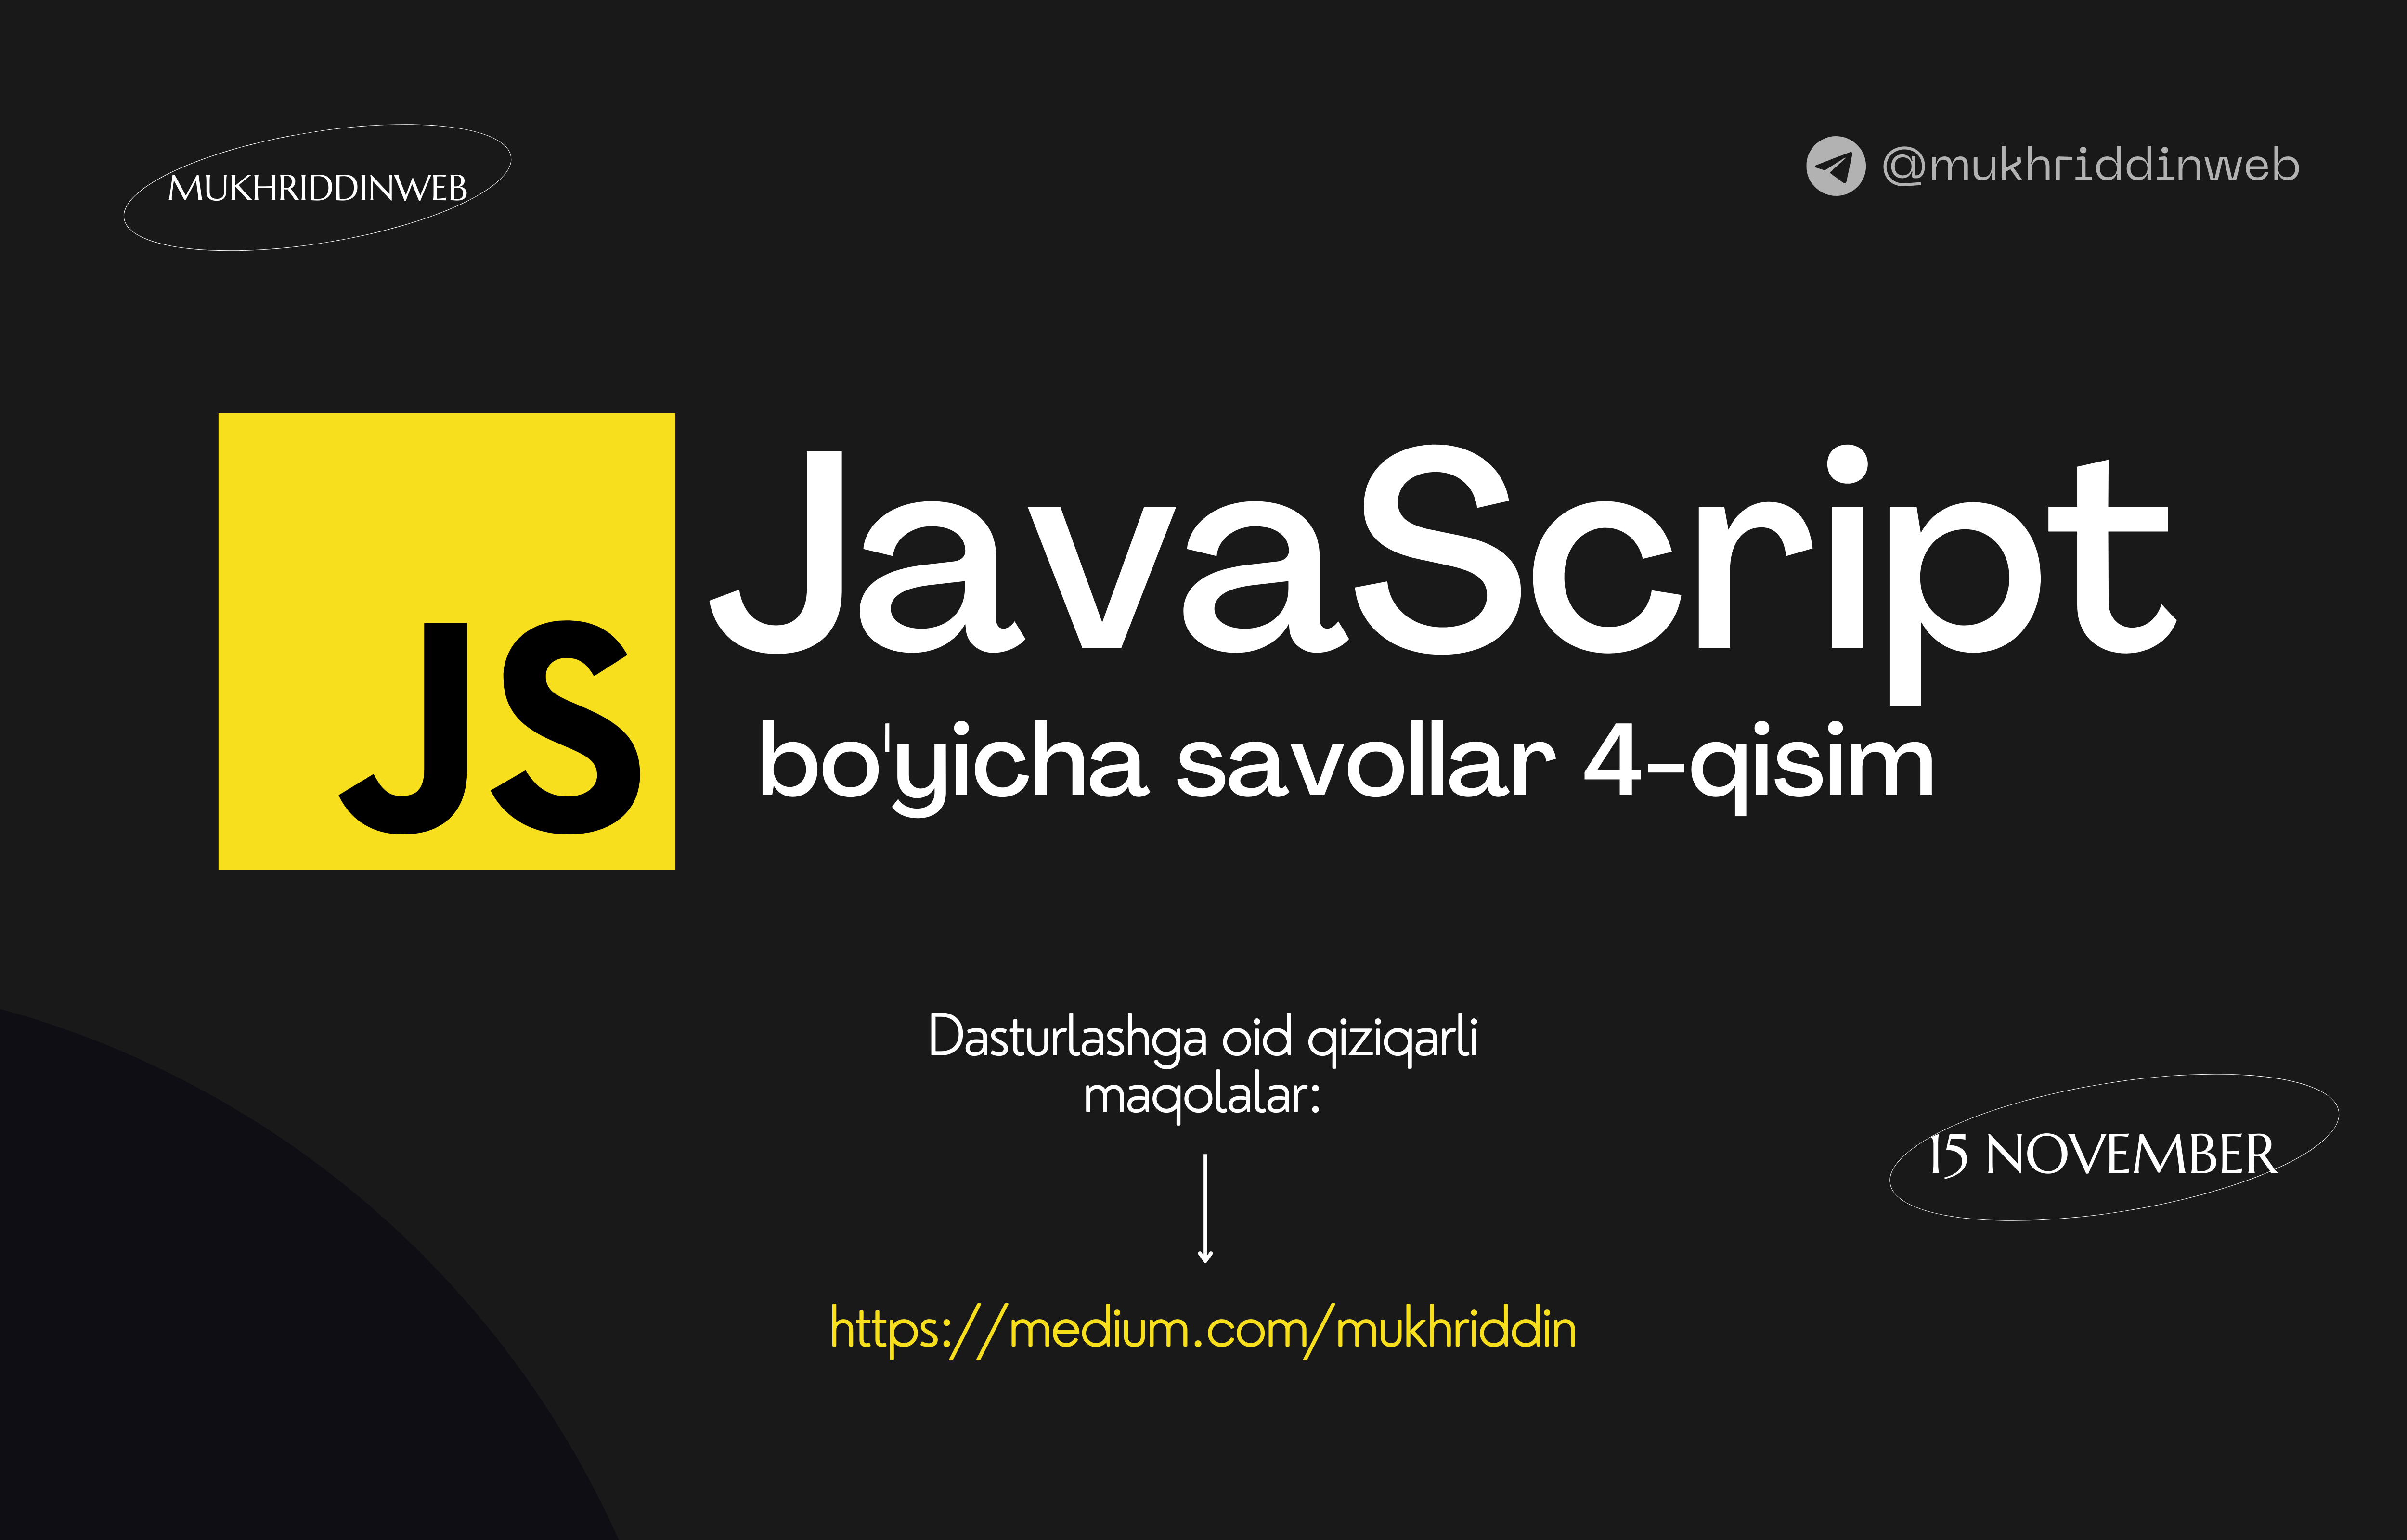 MUKHRIDDINWEB
@mukhriddinweb
JS
JavaScript
bo'yicha savollar 4-qisim
Dasturlashga oid qiziqarli
maqolalar:
15 NOVEMBER
https://medium.com/mukhriddin